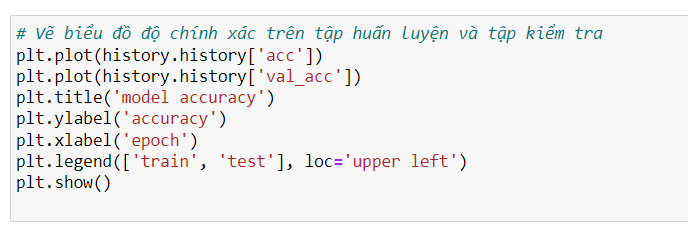 # Vẽ biểu đồ độ chính xác trên tập huấn luyện và tập kiểm tra
plt.plot(history.history['acc'])
plt.plot(history.history['val_acc'])
plt.title('model accuracy')
plt.ylabel('accuracy')
plt.xlabel('epoch')
plt.legend(['train', 'test'], loc='upper left')
plt.show()